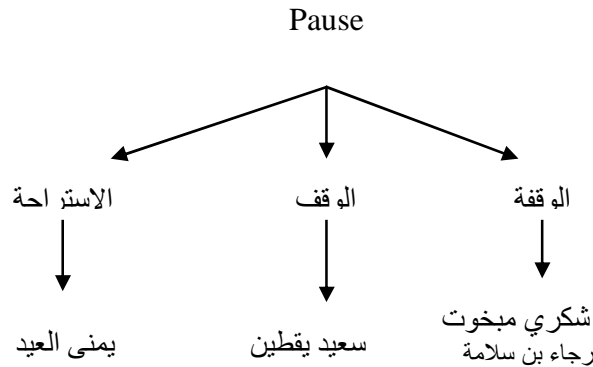 Pause
الوقفة
الوقف
الاستراحة
شكري مبخوت
رجاء بن سلامة
سعيد يقطين
يمنى العيد